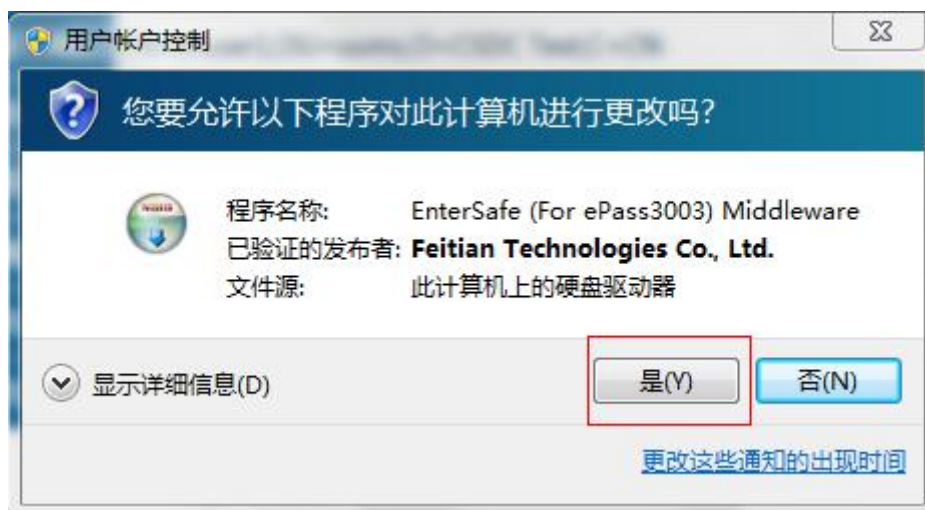 用户帐户控制
您要允许以下程序对此计算机进行更改吗?
程序名称: EnterSafe (For ePass3003) Middleware
已验证的发布者: Feitian Technologies Co., Ltd.
文件源: 此计算机上的硬盘驱动器
显示详细信息(D)
是(Y)
否(N)
更改这些通知的出现时间